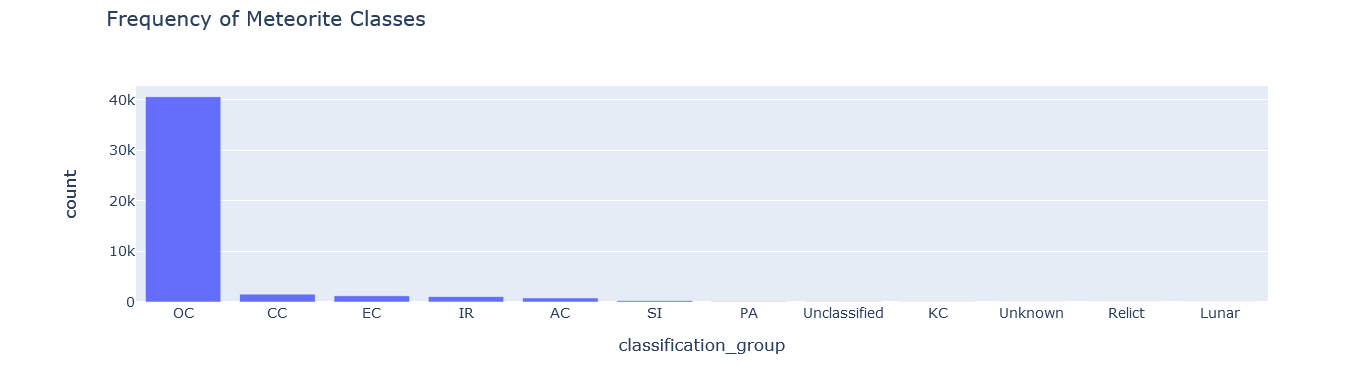 Frequency of Meteorite Classes
40k
30k
20k
10k
0
count
OC CC EC IR AC SI PA Unclassified KC Unknown Relict Lunar
classification_group